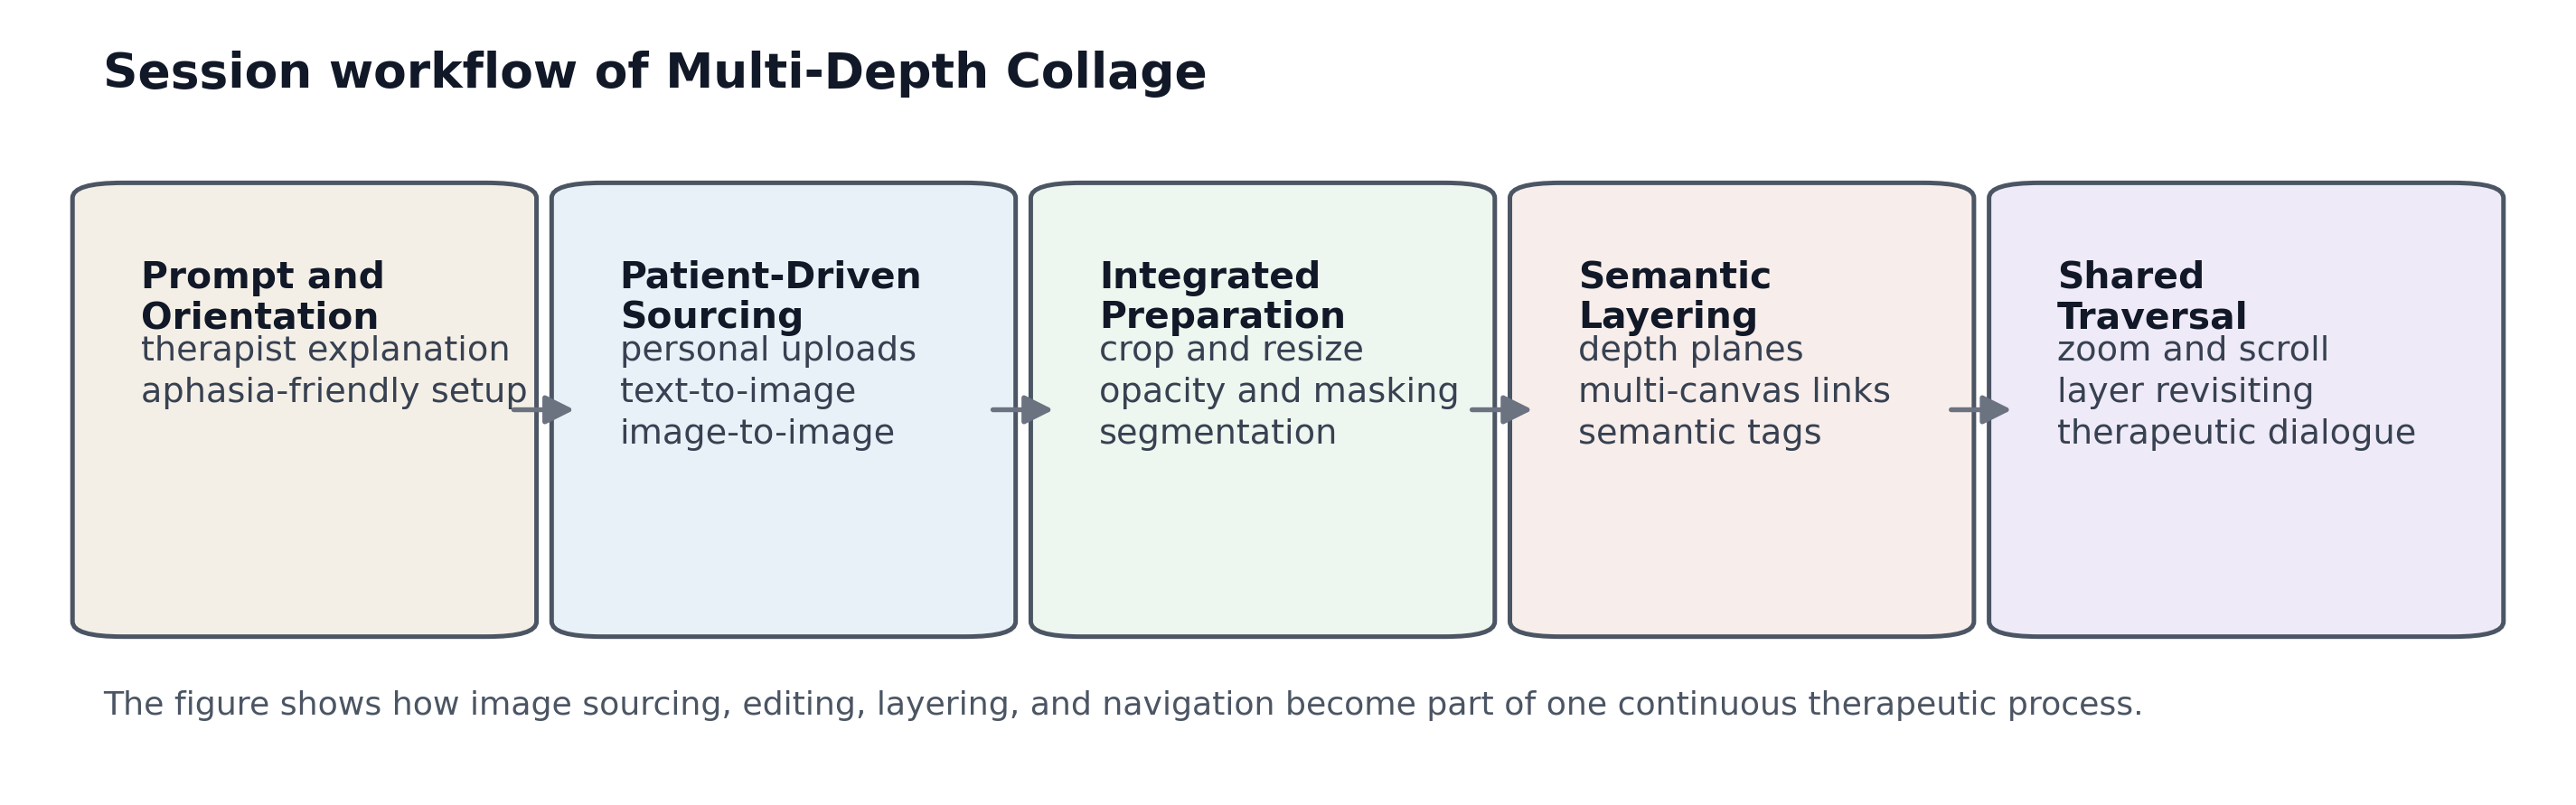 Session workflow of Multi-Depth Collage
Prompt and
Orientation
therapist explanation
aphasia-friendly setup
Patient-Driven
Sourcing
personal uploads
text-to-image
image-to-image
Integrated
Preparation
crop and resize
opacity and masking
segmentation
Semantic
Layering
depth planes
multi-canvas links
semantic tags
Shared
Traversal
zoom and scroll
layer revisiting
therapeutic dialogue
The figure shows how image sourcing, editing, layering, and navigation become part of one continuous therapeutic process.